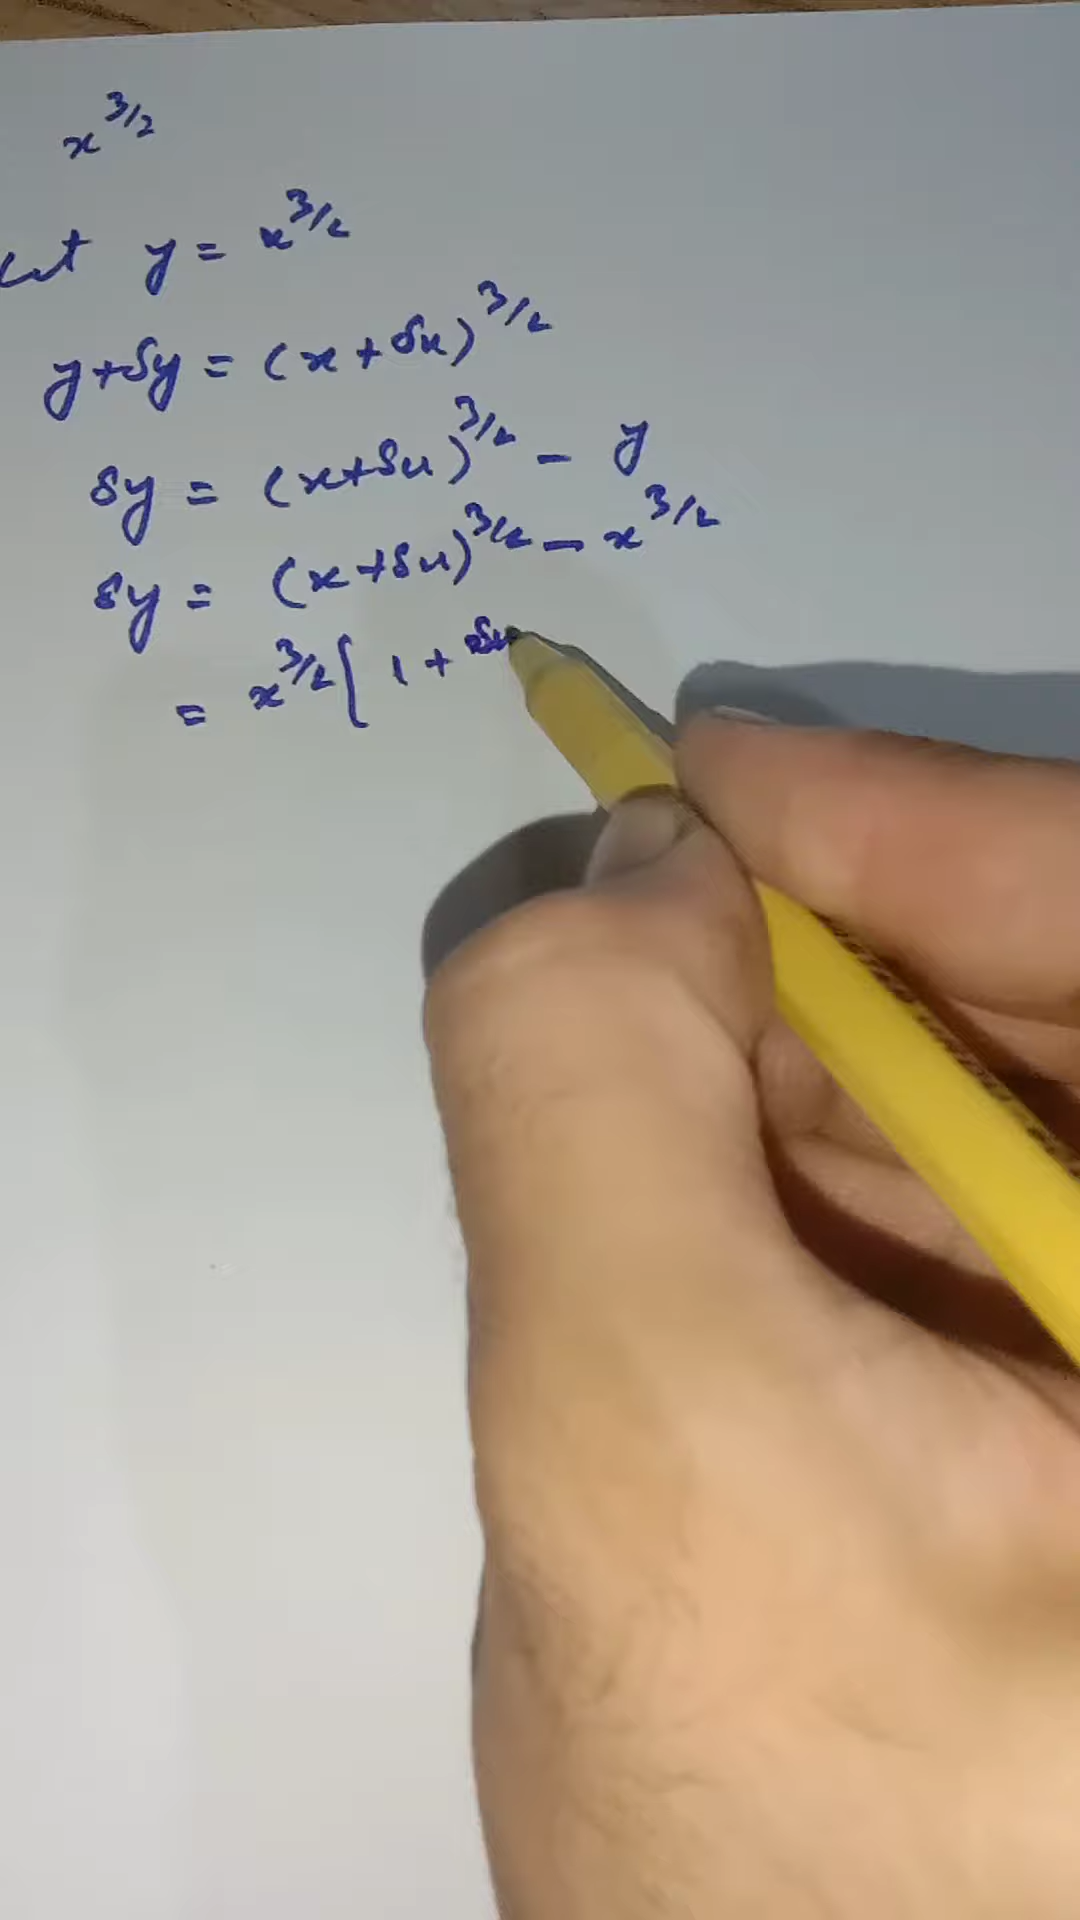 x^3/2
Let y = x^3/2
y+δy = (x+δx)^3/2
δy = (x+δx)^3/2 - y
δy = (x+δx)^3/2 - x^3/2
= x^3/2 [ 1 + δx